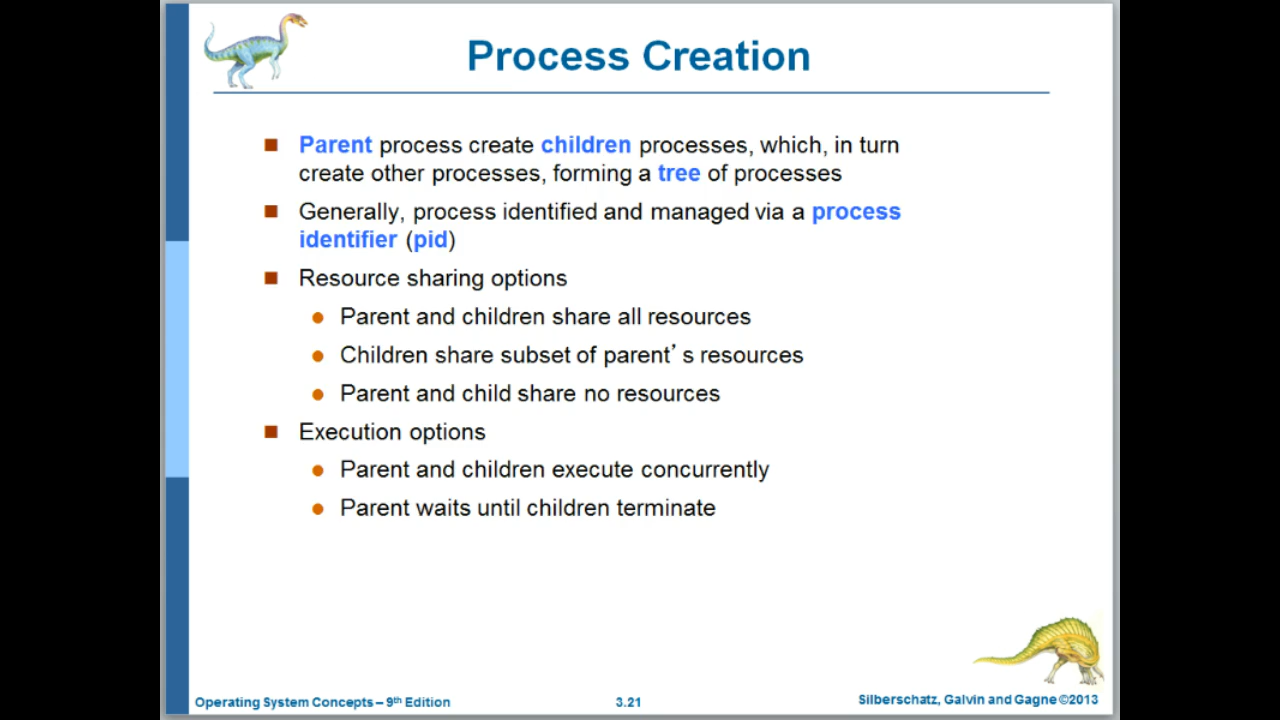 Process Creation
Parent process create children processes, which, in turn
create other processes, forming a tree of processes
Generally, process identified and managed via a process
identifier (pid)
Resource sharing options
Parent and children share all resources
Children share subset of parent’s resources
Parent and child share no resources
Execution options
Parent and children execute concurrently
Parent waits until children terminate
Operating System Concepts – 9th Edition
3.21
Silberschatz, Galvin and Gagne ©2013